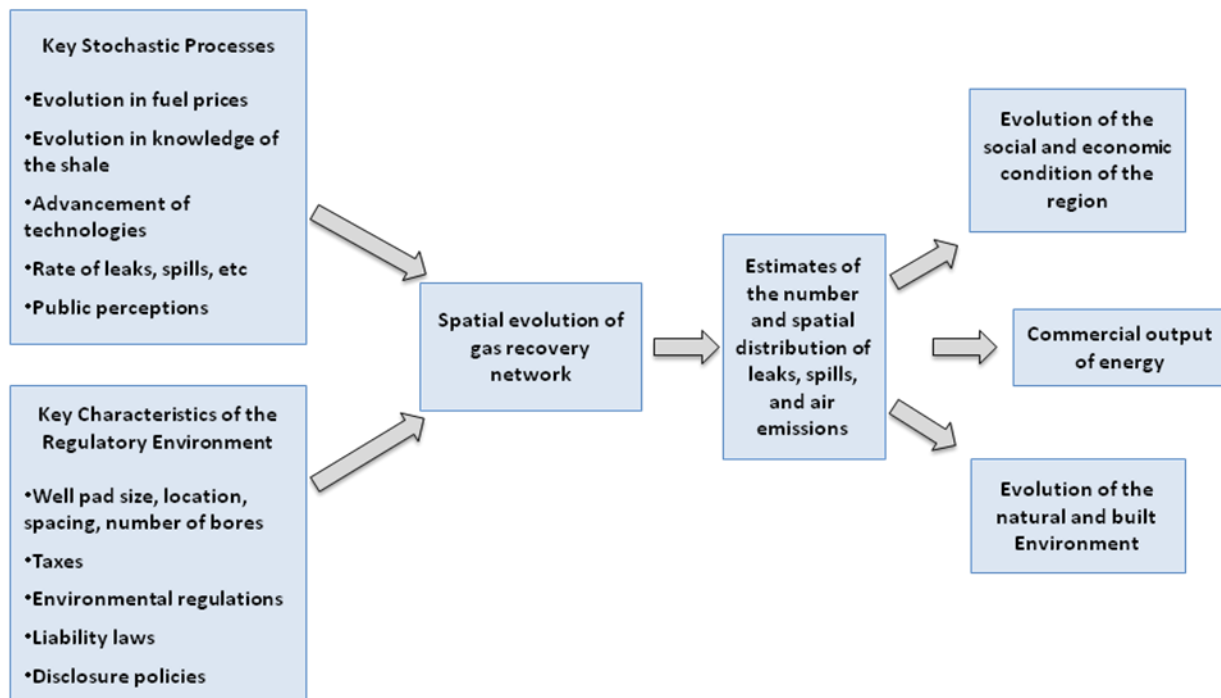 Key Stochastic Processes
•Evolution in fuel prices
•Evolution in knowledge of
the shale
•Advancement of
technologies
•Rate of leaks, spills, etc
•Public perceptions
Key Characteristics of the
Regulatory Environment
•Well pad size, location,
spacing, number of bores
•Taxes
•Environmental regulations
•Liability laws
•Disclosure policies
Spatial evolution of
gas recovery
network
Estimates of
the number
and spatial
distribution of
leaks, spills,
and air
emissions
Evolution of the
social and economic
condition of the
region
Commercial output
of energy
Evolution of the
natural and built
Environment